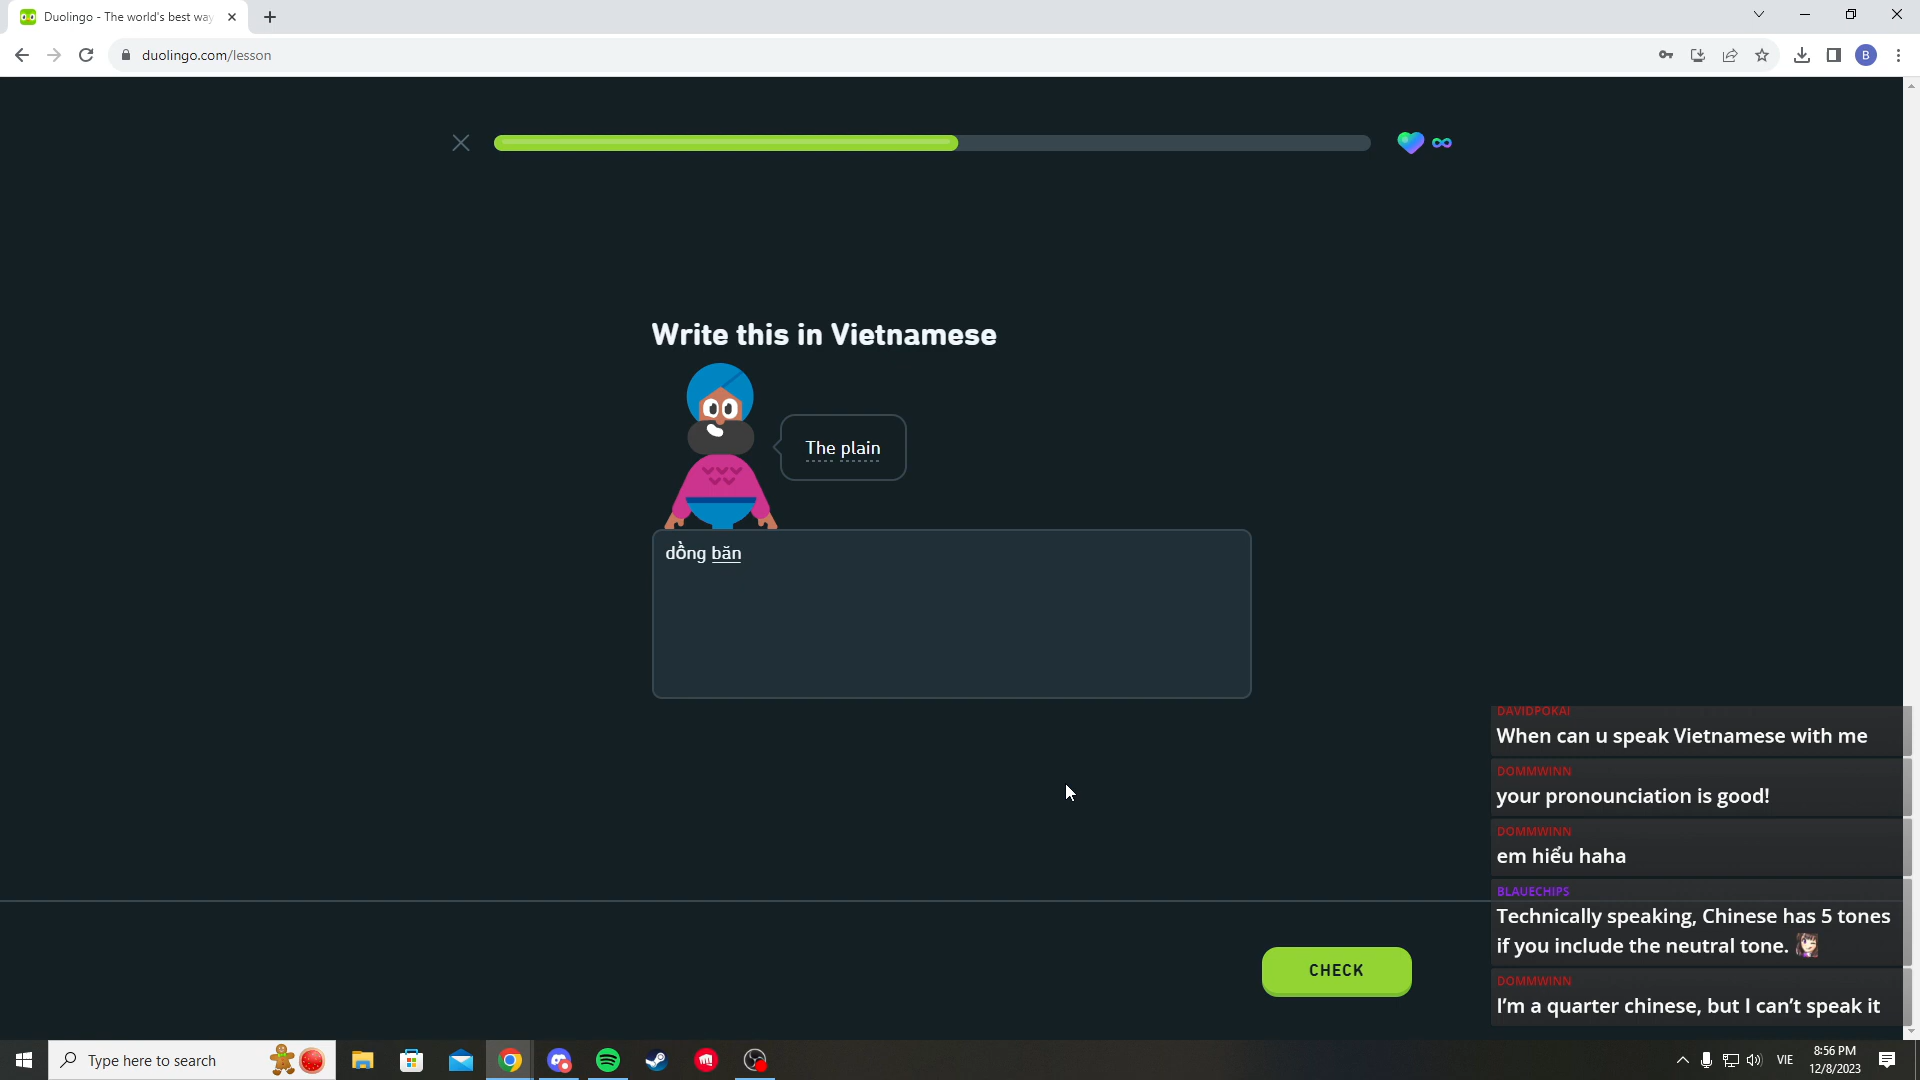 Duolingo - The world's best way
duolingo.com/lesson
B
Write this in Vietnamese
The plain
dồng băn
DAVIDPOKAI
When can u speak Vietnamese with me
DOMMWINN
your pronounciation is good!
DOMMWINN
em hiểu haha
BLAUECHIPS
Technically speaking, Chinese has 5 tones
if you include the neutral tone.
DOMMWINN
I'm a quarter chinese, but I can't speak it
CHECK
Type here to search
VIE
8:56 PM
12/8/2023